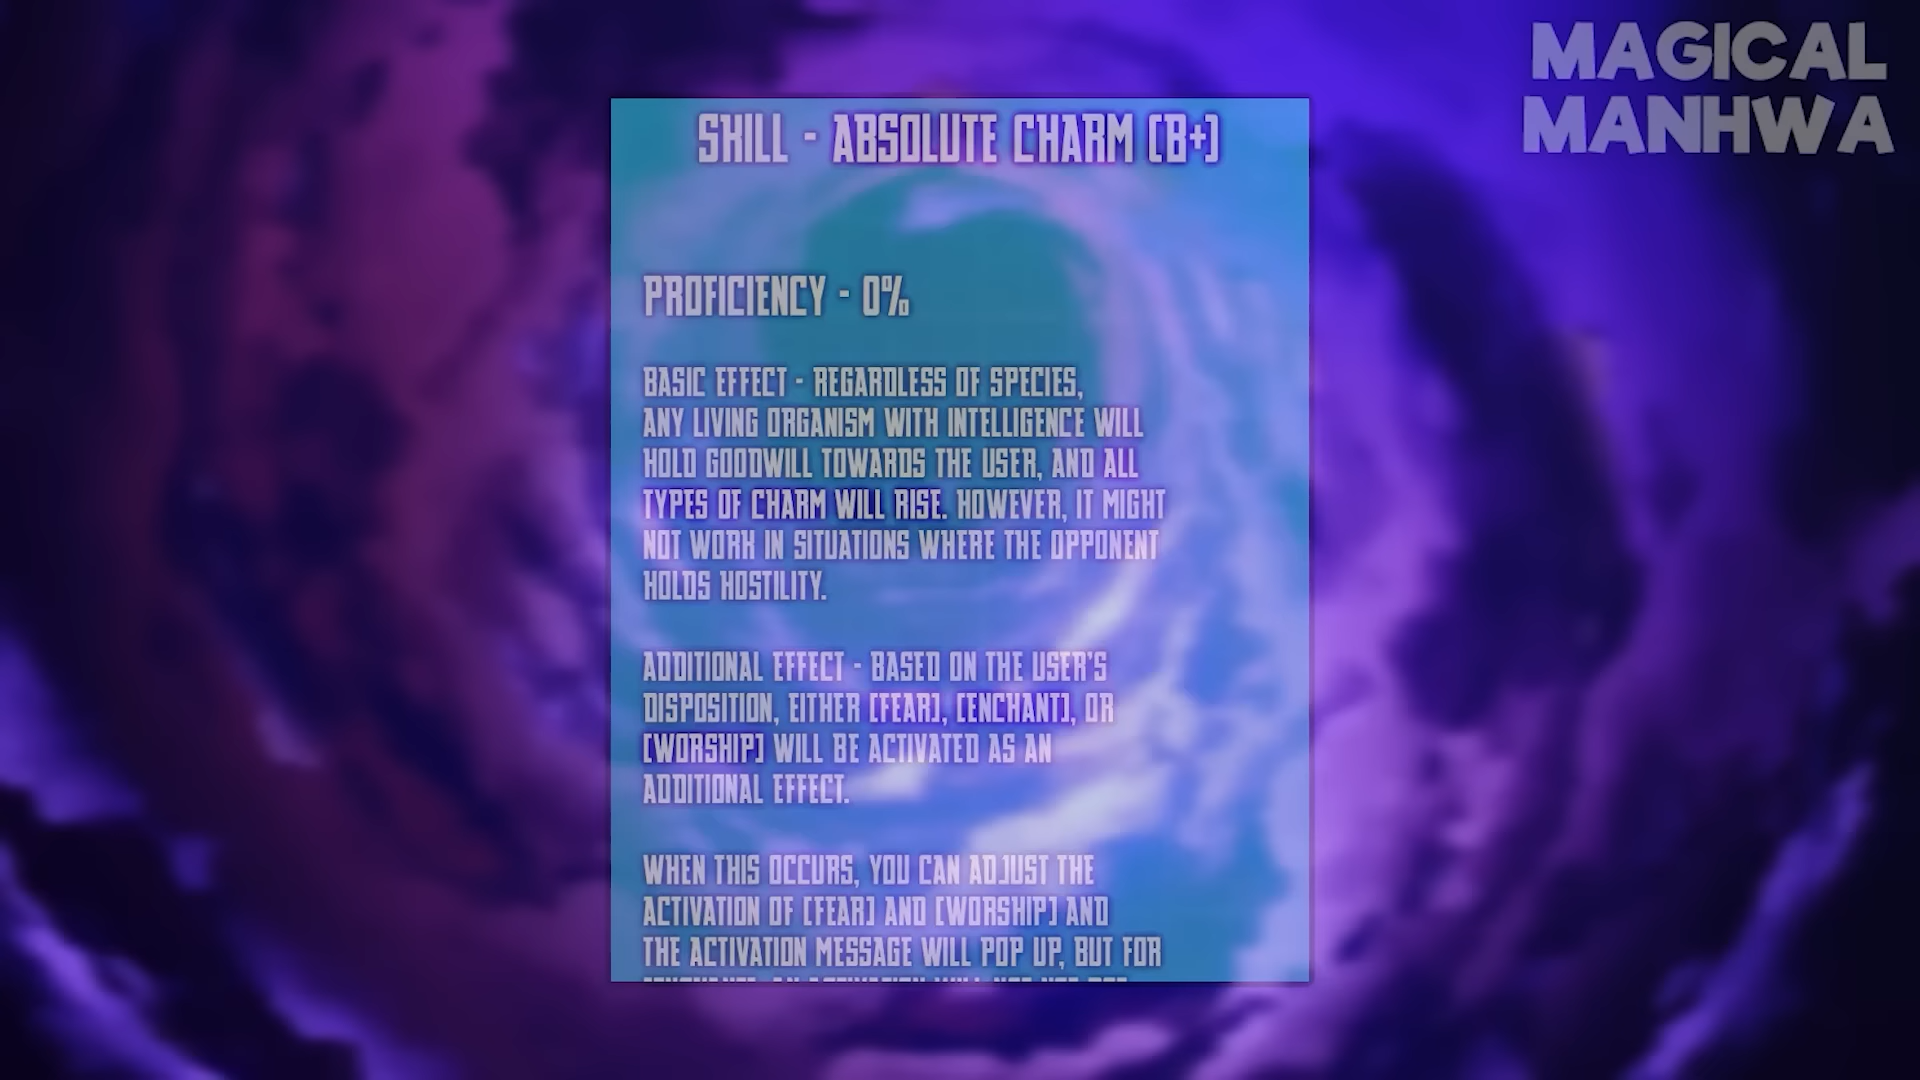 MAGICAL
MANHWA
SKILL - ABSOLUTE CHARM [B+]
PROFICIENCY - 0%
BASIC EFFECT - REGARDLESS OF SPECIES,
ANY LIVING ORGANISM WITH INTELLIGENCE WILL
HOLD GOODWILL TOWARDS THE USER, AND ALL
TYPES OF CHARM WILL RISE. HOWEVER, IT MIGHT
NOT WORK IN SITUATIONS WHERE THE OPPONENT
HOLDS HOSTILITY.
ADDITIONAL EFFECT - BASED ON THE USER'S
DISPOSITION, EITHER [FEAR], [ENCHANT], OR
[WORSHIP] WILL BE ACTIVATED AS AN
ADDITIONAL EFFECT.
WHEN THIS OCCURS, YOU CAN ADJUST THE
ACTIVATION OF [FEAR] AND [WORSHIP] AND
THE ACTIVATION MESSAGE WILL POP UP, BUT FOR